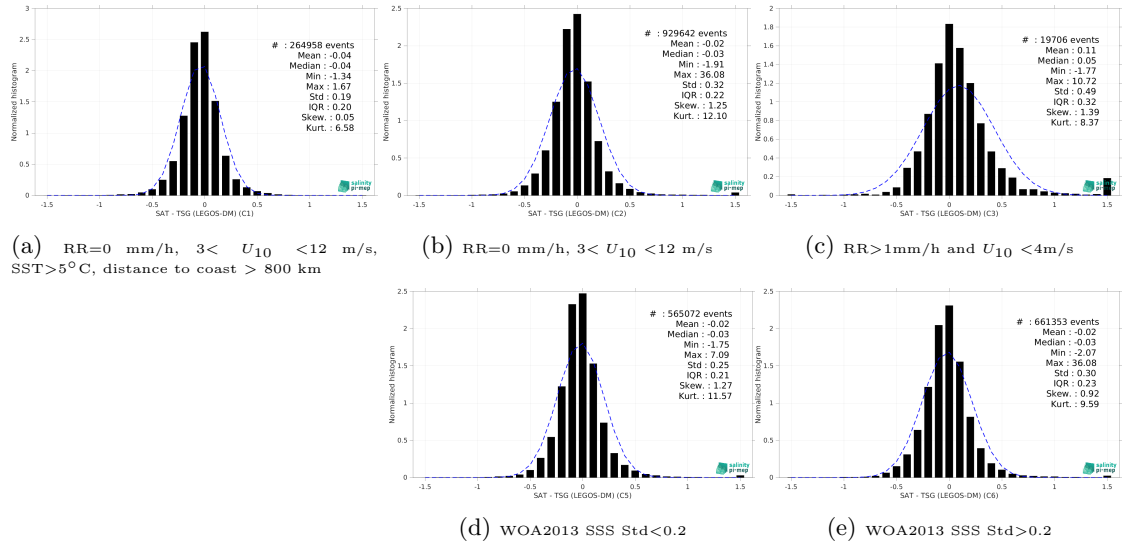 3
2.5
2
1.5
1
0.5
0
Normalized histogram
# : 264958 events
Mean : -0.04
Median : -0.04
Min : -1.34
Max : 1.67
Std : 0.19
IQR : 0.20
Skew. : 0.05
Kurt. : 6.58
salinity
pi-mep
-1.5 -1 -0.5 0 0.5 1 1.5
SAT - TSG (LEGOS-DM) (C1)
(a) RR=0 mm/h, 3< U10 <12 m/s,
SST>5°C, distance to coast > 800 km
2.5
2
1.5
1
0.5
0
Normalized histogram
# : 929642 events
Mean : -0.02
Median : -0.03
Min : -1.91
Max : 36.08
Std : 0.32
IQR : 0.22
Skew. : 1.25
Kurt. : 12.10
salinity
pi-mep
-1.5 -1 -0.5 0 0.5 1 1.5
SAT - TSG (LEGOS-DM) (C2)
(b) RR=0 mm/h, 3< U10 <12 m/s
2
1.8
1.6
1.4
1.2
1
0.8
0.6
0.4
0.2
0
Normalized histogram
# : 19706 events
Mean : 0.11
Median : 0.05
Min : -1.77
Max : 10.72
Std : 0.49
IQR : 0.32
Skew. : 1.39
Kurt. : 8.37
salinity
pi-mep
-1.5 -1 -0.5 0 0.5 1 1.5
SAT - TSG (LEGOS-DM) (C3)
(c) RR>1mm/h and U10 <4m/s
2.5
2
1.5
1
0.5
0
Normalized histogram
# : 565072 events
Mean : -0.02
Median : -0.03
Min : -1.75
Max : 7.09
Std : 0.25
IQR : 0.21
Skew. : 1.27
Kurt. : 11.57
salinity
pi-mep
-1.5 -1 -0.5 0 0.5 1 1.5
SAT - TSG (LEGOS-DM) (C5)
(d) WOA2013 SSS Std<0.2
2.5
2
1.5
1
0.5
0
Normalized histogram
# : 661353 events
Mean : -0.02
Median : -0.03
Min : -2.07
Max : 36.08
Std : 0.30
IQR : 0.23
Skew. : 0.92
Kurt. : 9.59
salinity
pi-mep
-1.5 -1 -0.5 0 0.5 1 1.5
SAT - TSG (LEGOS-DM) (C6)
(e) WOA2013 SSS Std>0.2